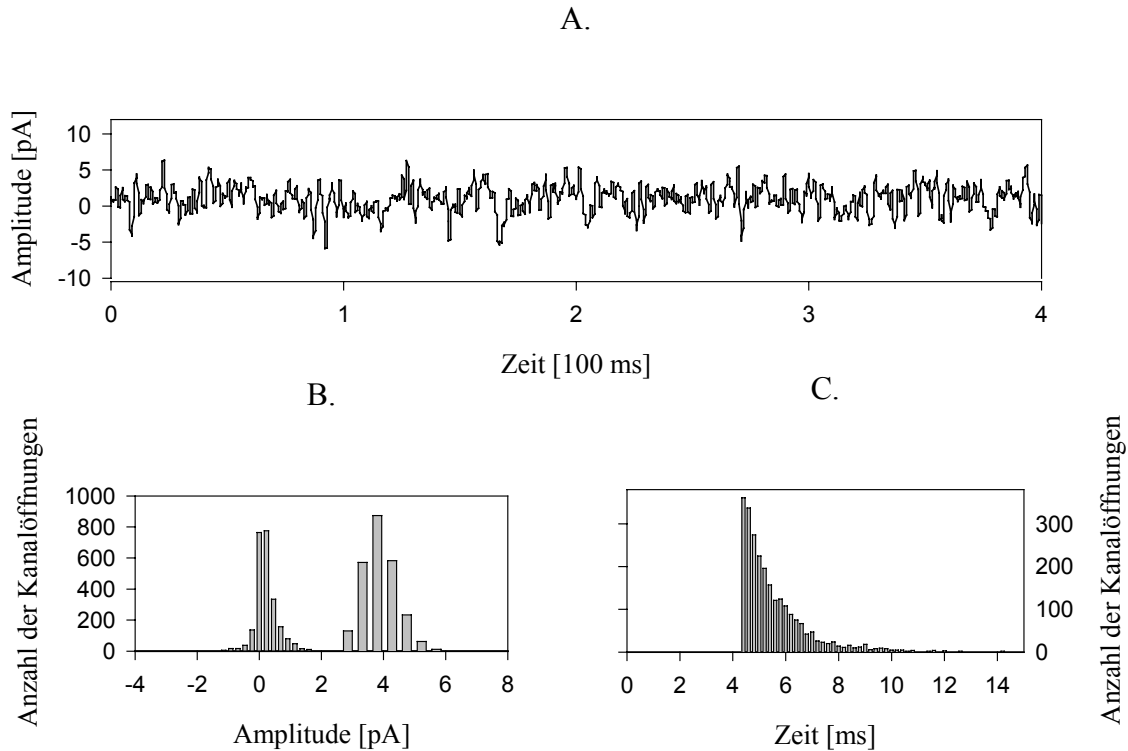 A.
Amplitude [pA]
10
5
0
-5
-10
0 1 2 3 4
Zeit [100 ms]
B.
Anzahl der Kanalöffnungen
1000
800
600
400
200
0
-4 -2 0 2 4 6 8
Amplitude [pA]
C.
300
200
100
0
Anzahl der Kanalöffnungen
0 2 4 6 8 10 12 14
Zeit [ms]